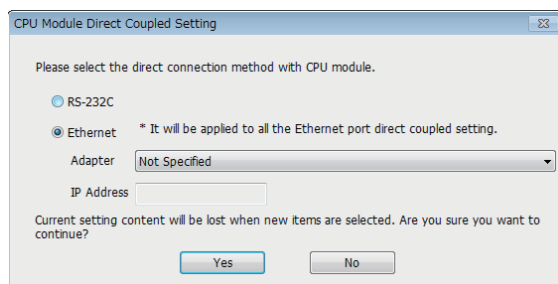 CPU Module Direct Coupled Setting
Please select the direct connection method with CPU module.
RS-232C
Ethernet * It will be applied to all the Ethernet port direct coupled setting.
Adapter Not Specified
IP Address
Current setting content will be lost when new items are selected. Are you sure you want to
continue?
Yes No